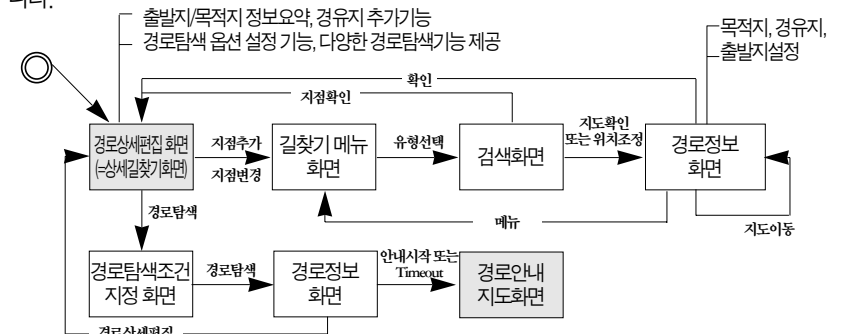 니다.
출발지/목적지 정보요약, 경유지 추가기능
경로탐색 옵션 설정 기능, 다양한 경로탐색기능 제공
목적지, 경유지,
출발지설정
확인
지점확인
경로상세편집 화면
(=상세길찾기화면)
지점추가
지점변경
길찾기 메뉴
화면
유형선택
검색화면
지도확인
또는 위치조정
경로정보
화면
경로탐색
메뉴
지도이동
경로탐색조건
지정 화면
경로탐색
경로정보
화면
안내시작 또는
Timeout
경로안내
지도화면
경로상세편집